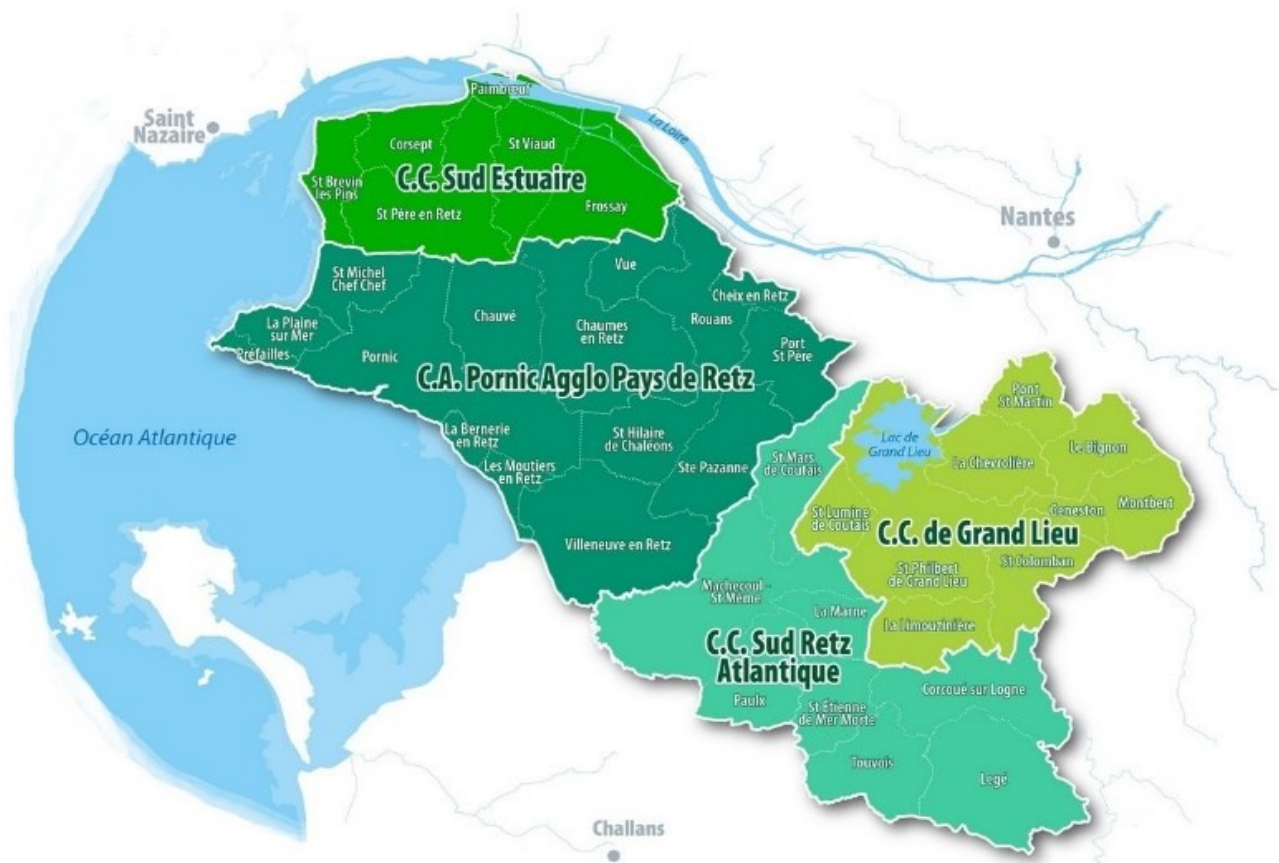 Saint
Nazaire
Paimbœuf
La Loire
Corsept
St Viaud
C.C. Sud Estuaire
St Brevin
les Pins
St Père en Retz
Frossay
Nantes
St Michel
Chef Chef
Vue
Cheix en Retz
La Plaine
sur Mer
Chauvé
Chaumes
en Retz
Rouans
Préfailles
Pornic
Port
St Père
C.A. Pornic Agglo Pays de Retz
Pont
St Martin
Océan Atlantique
La Bernerie
en Retz
St Hilaire
de Chaléons
Lac de
Grand Lieu
Le Bignon
Les Moutiers
en Retz
Ste Pazanne
St Mars
de Coutais
La Chevrolière
Montbert
St Lumine
de Coutais
Geneston
C.C. de Grand Lieu
Villeneuve en Retz
St Philbert
de Grand Lieu
St Colomban
Machecoul -
St Même
La Marne
La Limouzinière
C.C. Sud Retz
Atlantique
Paulx
St Étienne
de Mer Morte
Corcoué sur Logne
Touvois
Legé
Challans